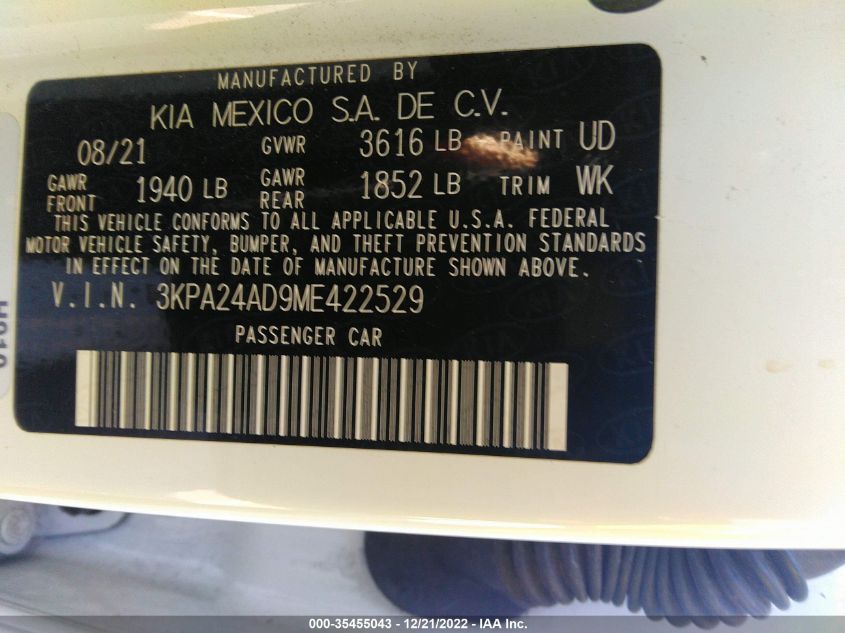 MANUFACTURED BY
KIA MEXICO S.A. DE C.V.
08/21 GVWR 3616 LB PAINT UD
GAWR FRONT 1940 LB GAWR REAR 1852 LB TRIM WK
THIS VEHICLE CONFORMS TO ALL APPLICABLE U.S.A. FEDERAL
MOTOR VEHICLE SAFETY, BUMPER, AND THEFT PREVENTION STANDARDS
IN EFFECT ON THE DATE OF MANUFACTURE SHOWN ABOVE.
V.I.N. 3KPA24AD9ME422529
PASSENGER CAR
000-35455043 - 12/21/2022 - IAA Inc.